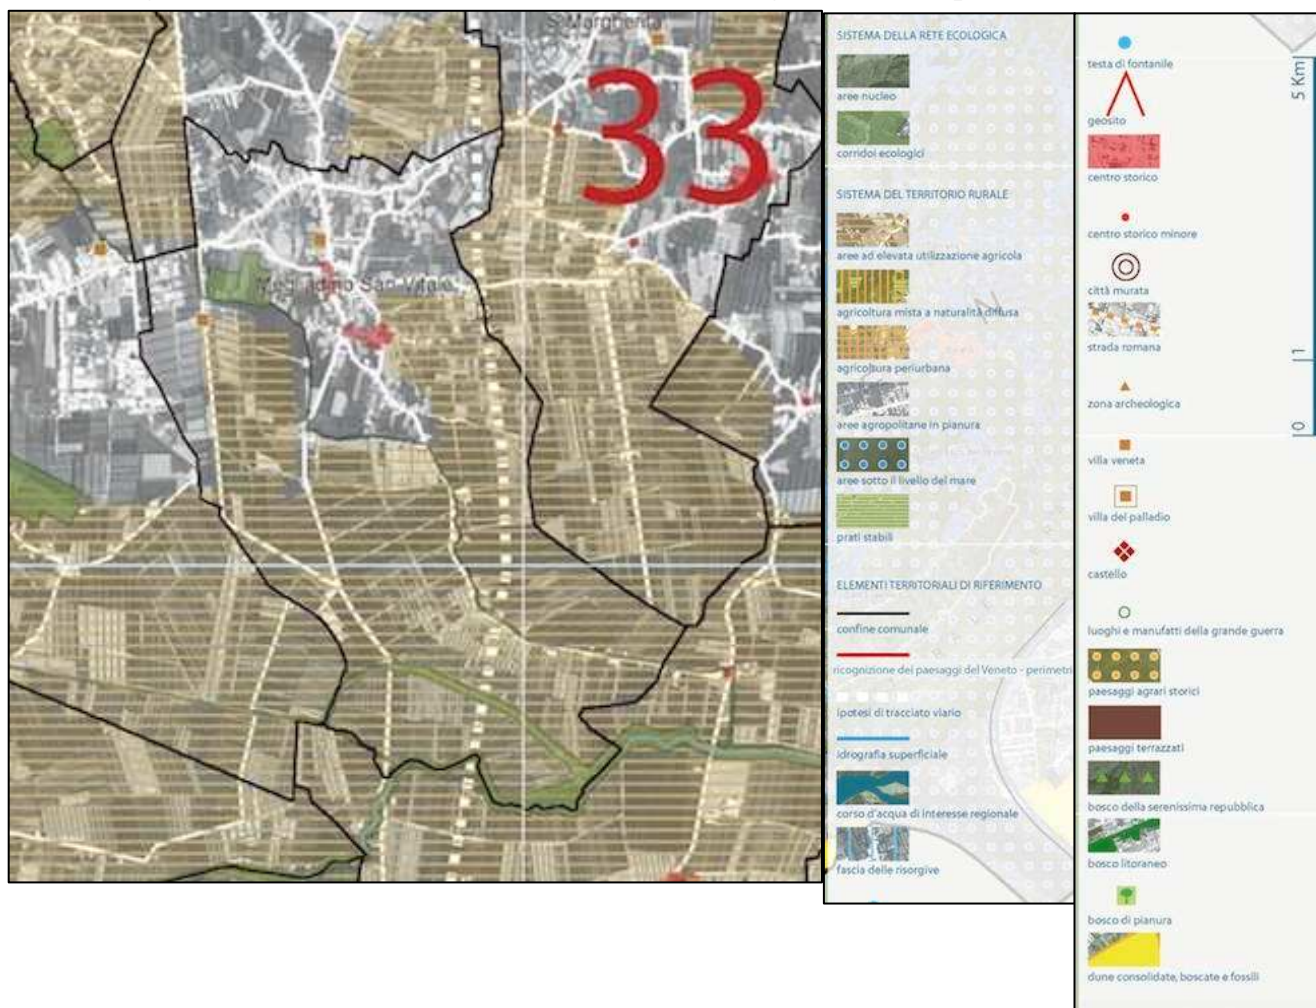 S. Margherita
33
Megliadino San Vitale
SISTEMA DELLA RETE ECOLOGICA
aree nucleo
corridoi ecologici
SISTEMA DEL TERRITORIO RURALE
aree ad elevata utilizzazione agricola
agricoltura mista a naturalità diffusa
agricoltura periurbana
aree agropolitane in pianura
aree sotto il livello del mare
prati stabili
ELEMENTI TERRITORIALI DI RIFERIMENTO
confine comunale
ricognizione dei paesaggi del Veneto - perimetri
ipotesi di tracciato viario
idrografia superficiale
corso d'acqua di interesse regionale
fascia delle risorgive
testa di fontanile
geosito
centro storico
centro storico minore
città murata
strada romana
zona archeologica
villa veneta
villa del palladio
castello
luoghi e manufatti della grande guerra
paesaggi agrari storici
paesaggi terrazzati
bosco della serenissima repubblica
bosco litoraneo
bosco di pianura
dune consolidate, boscate e fossili
5 Km
1
0
N